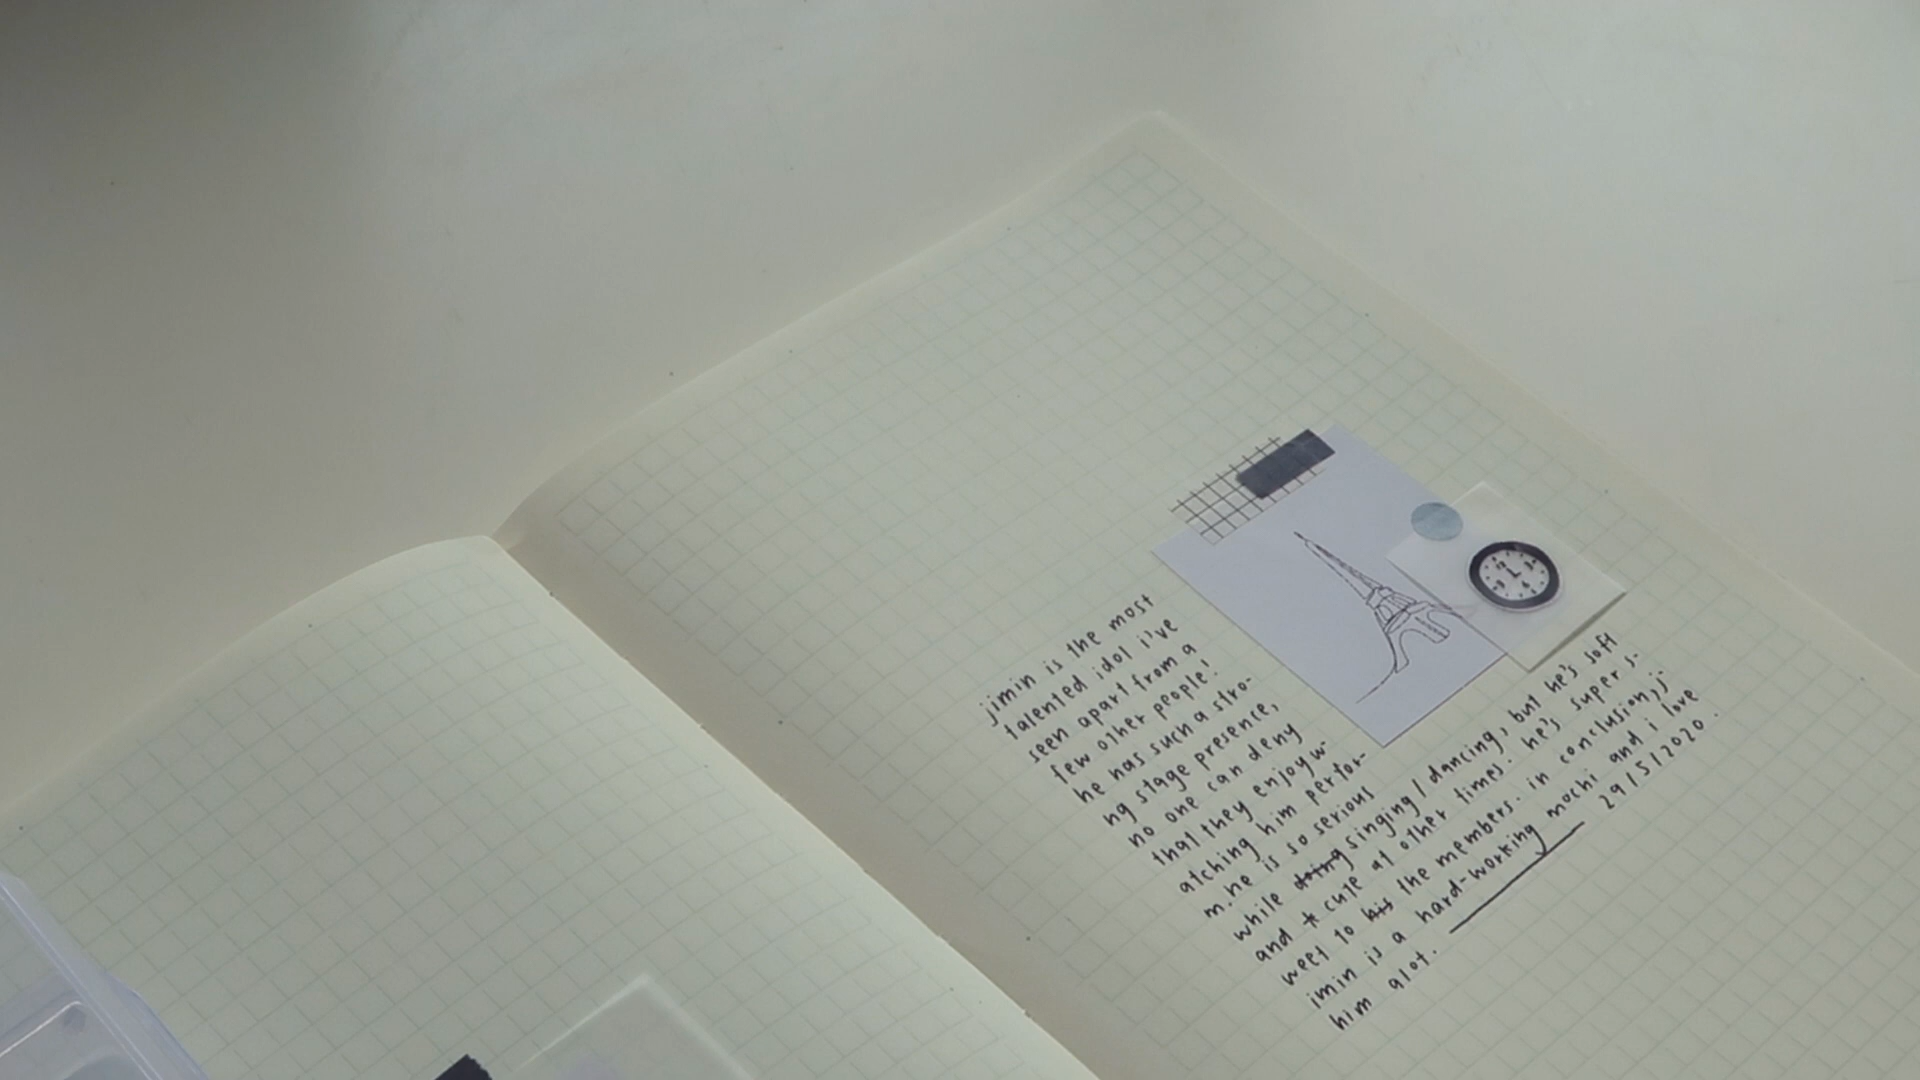 jimin is the most
talented idol i've
seen apart from a
few other people!
he has such a stro-
ng stage presence,
no one can deny
that they enjoy w-
atching him perfor-
m. he is so serious
while doing singing / dancing, but he's soft
and cute at other times. he's super s-
weet to his the members. in conclusion, j-
imin is a hard-working mochi and i love
him alot. 29/5/2020.